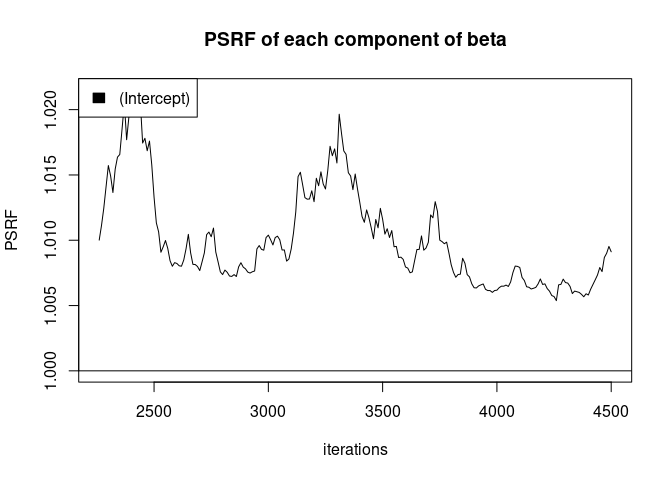 PSRF of each component of beta
(Intercept)
PSRF
1.020
1.015
1.010
1.005
1.000
2500 3000 3500 4000 4500
iterations